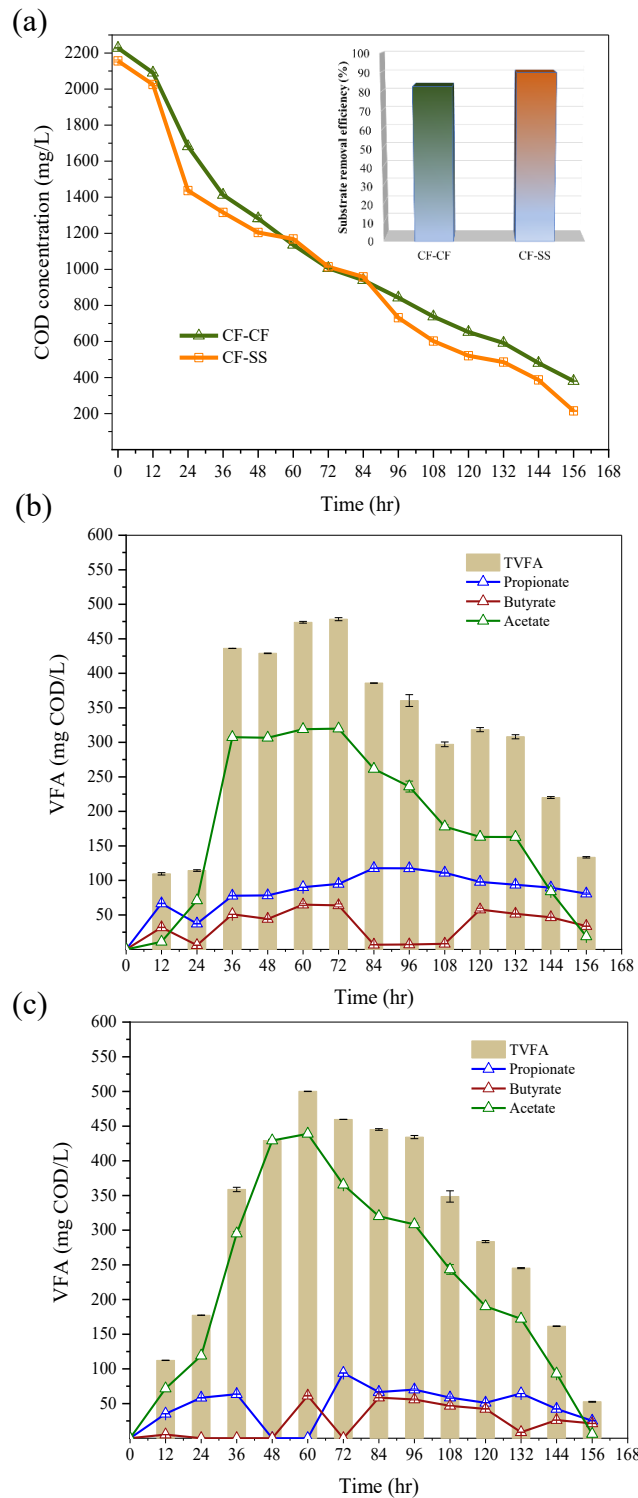 (a)
COD concentration (mg/L)
2200
2000
1800
1600
1400
1200
1000
800
600
400
200
Substrate removal efficiency (%)
100
90
80
70
60
50
40
30
20
10
0
CF-CF CF-SS
CF-CF
CF-SS
0 12 24 36 48 60 72 84 96 108 120 132 144 156 168
Time (hr)
(b)
VFA (mg COD/L)
600
550
500
450
400
350
300
250
200
150
100
50
TVFA
Propionate
Butyrate
Acetate
0 12 24 36 48 60 72 84 96 108 120 132 144 156 168
Time (hr)
(c)
VFA (mg COD/L)
600
550
500
450
400
350
300
250
200
150
100
50
TVFA
Propionate
Butyrate
Acetate
0 12 24 36 48 60 72 84 96 108 120 132 144 156 168
Time (hr)